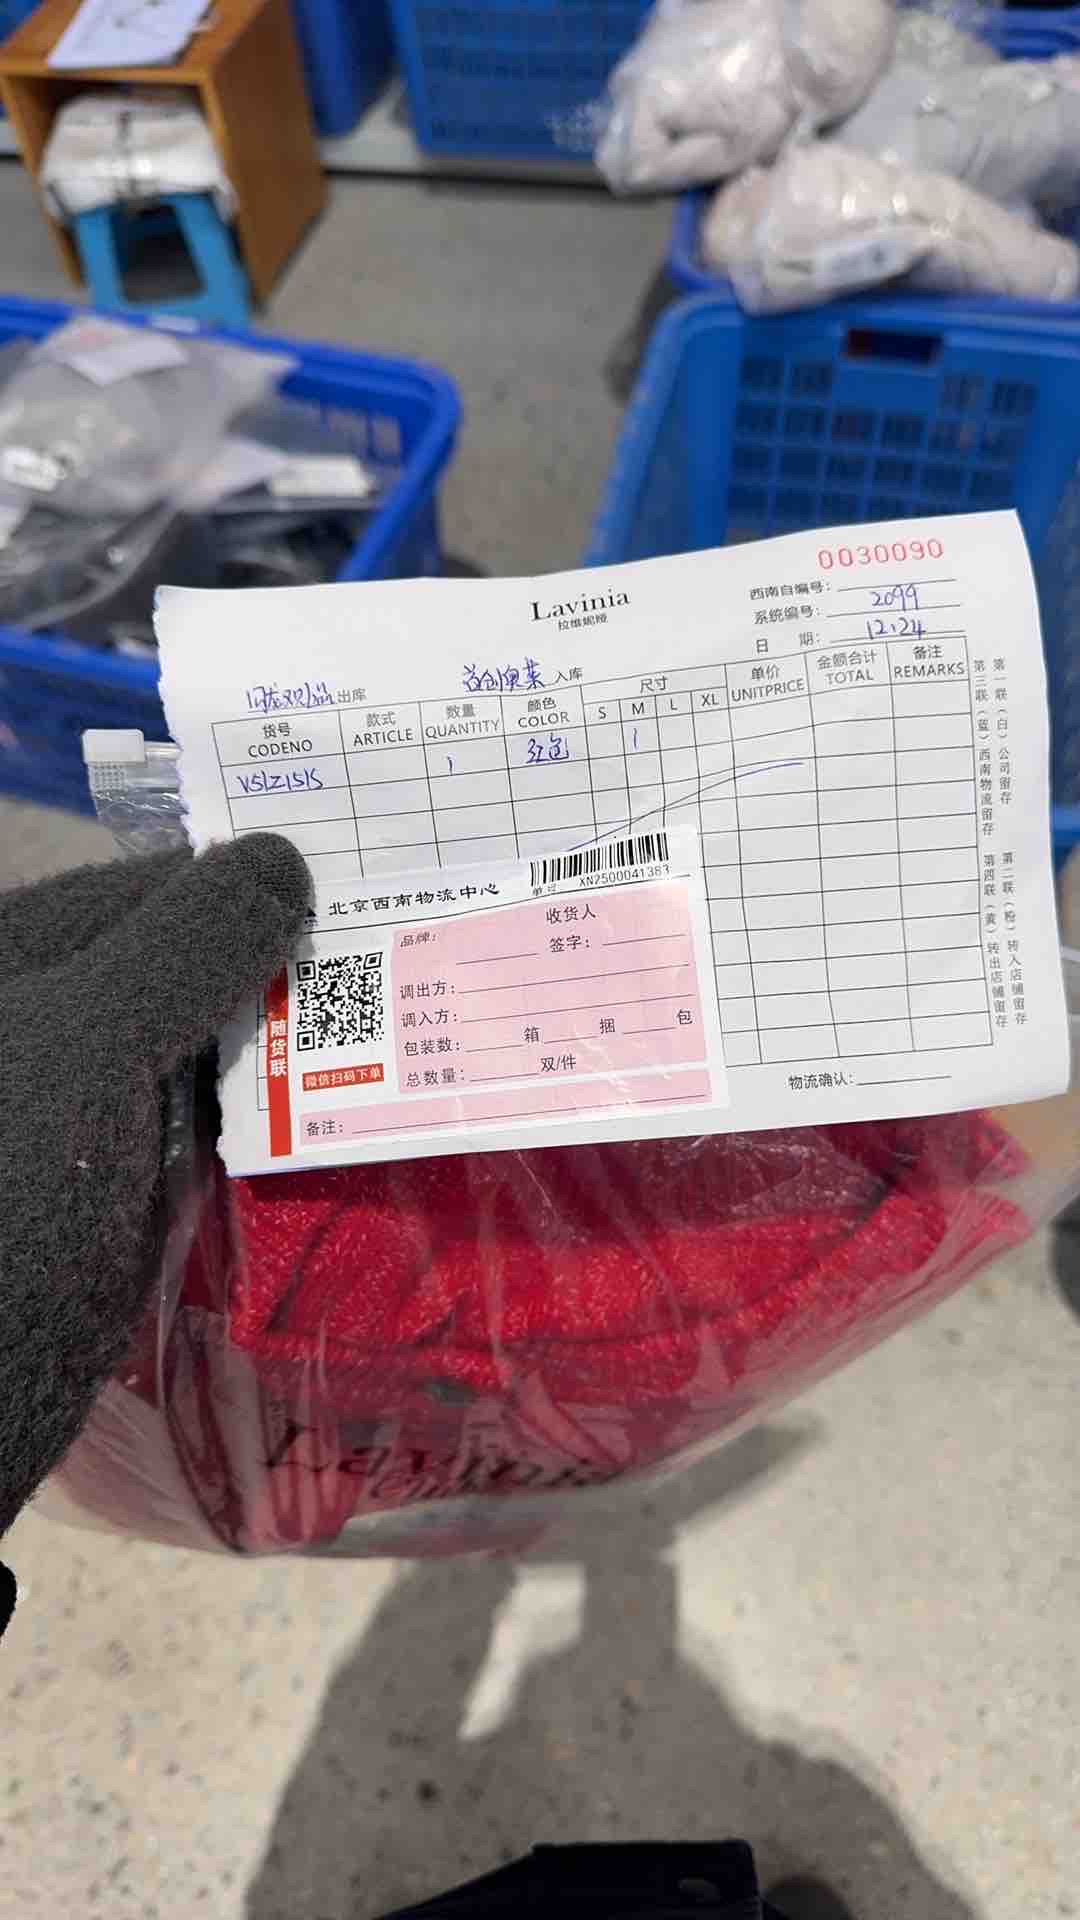 0030090
Lavinia
拉维妮娅
西南自编号：
系统编号： 2099
日 期： 12.24
出库 首创奥莱 入库
货号 CODENO
款式 ARTICLE
数量 QUANTITY
颜色 COLOR
尺寸
S M L XL
单价 UNITPRICE
金额合计 TOTAL
备注 REMARKS
1 红色 1
第一联（白）公司留存
第三联（蓝）西南物流留存
第二联（粉）转入店铺留存
第四联（黄）转出店铺留存
物流确认：
北京西南物流中心
单号 XN2500041383
随货联
微信扫码下单
品牌：
收货人
签字：
调出方：
调入方：
包装数： 箱 捆 包
总数量： 双/件
备注：
Lavinia